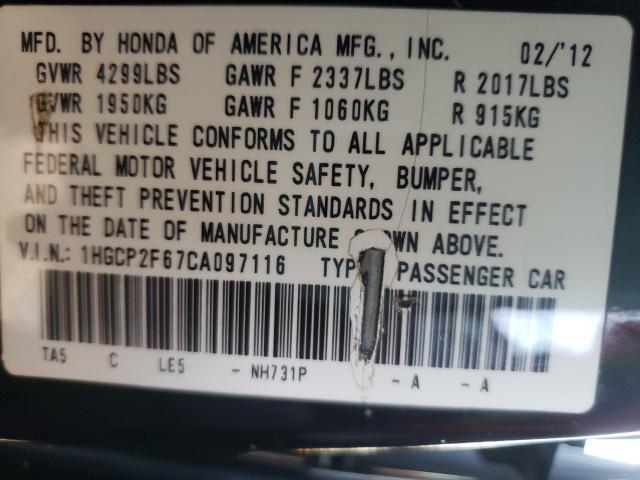 MFD. BY HONDA OF AMERICA MFG., INC. 02/'12
GVWR 4299LBS GAWR F 2337LBS R 2017LBS
GVWR 1950KG GAWR F 1060KG R 915KG
THIS VEHICLE CONFORMS TO ALL APPLICABLE
FEDERAL MOTOR VEHICLE SAFETY, BUMPER,
AND THEFT PREVENTION STANDARDS IN EFFECT
ON THE DATE OF MANUFACTURE SHOWN ABOVE.
V.I.N.: 1HGCP2F67CA097116 TYPE: PASSENGER CAR
TA5 C LE5 - NH731P - A - A